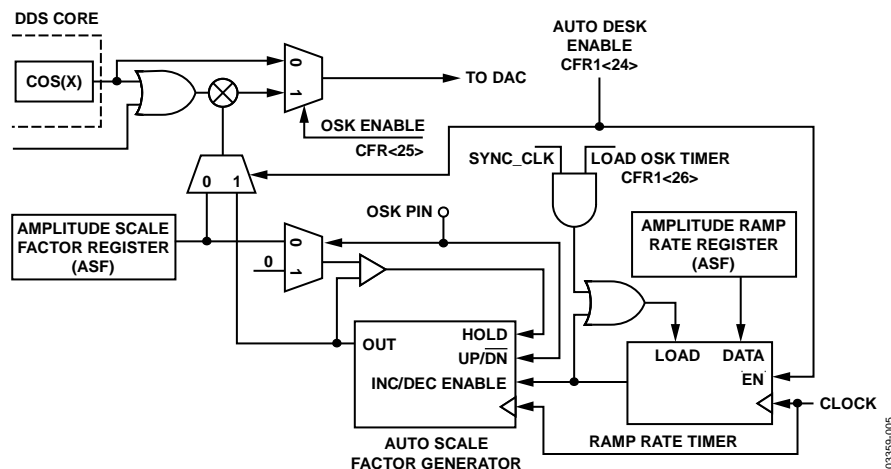 DDS CORE
COS(X)
0
1
TO DAC
OSK ENABLE
CFR<25>
AUTO DESK
ENABLE
CFR1<24>
SYNC_CLK
LOAD OSK TIMER
CFR1<26>
0 1
OSK PIN
AMPLITUDE SCALE
FACTOR REGISTER
(ASF)
0
0
1
AMPLITUDE RAMP
RATE REGISTER
(ASF)
OUT
HOLD
UP/DN
INC/DEC ENABLE
LOAD DATA
EN
CLOCK
RAMP RATE TIMER
AUTO SCALE
FACTOR GENERATOR
03259-005